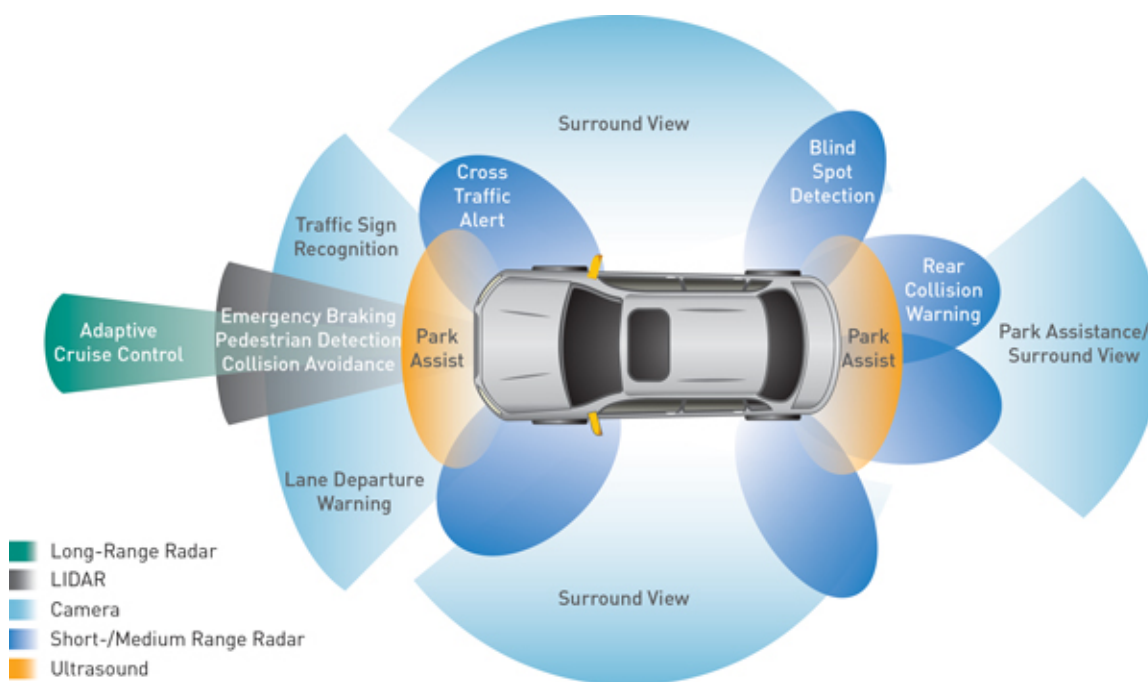 Surround View
Blind
Spot
Detection
Cross
Traffic
Alert
Traffic Sign
Recognition
Rear
Collision
Warning
Adaptive
Cruise Control
Emergency Braking
Pedestrian Detection
Collision Avoidance
Park
Assist
Park
Assist
Park Assistance/
Surround View
Lane Departure
Warning
Surround View
Long-Range Radar
LIDAR
Camera
Short-/Medium Range Radar
Ultrasound